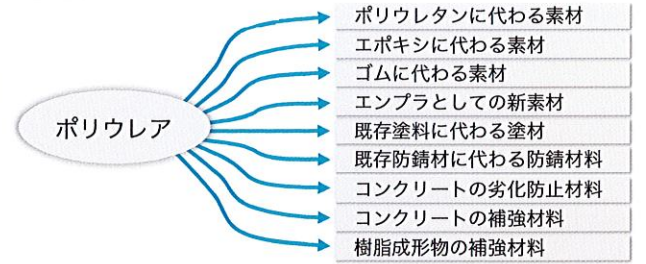 ポリウレア
ポリウレタンに代わる素材
エポキシに代わる素材
ゴムに代わる素材
エンプラとしての新素材
既存塗料に代わる塗材
既存防錆材に代わる防錆材料
コンクリートの劣化防止材料
コンクリートの補強材料
樹脂成形物の補強材料